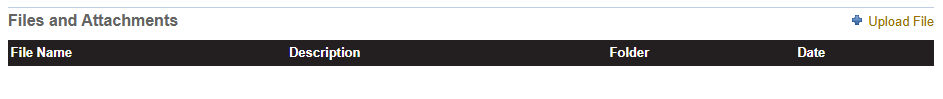 Files and Attachments Upload File
File Name Description Folder Date